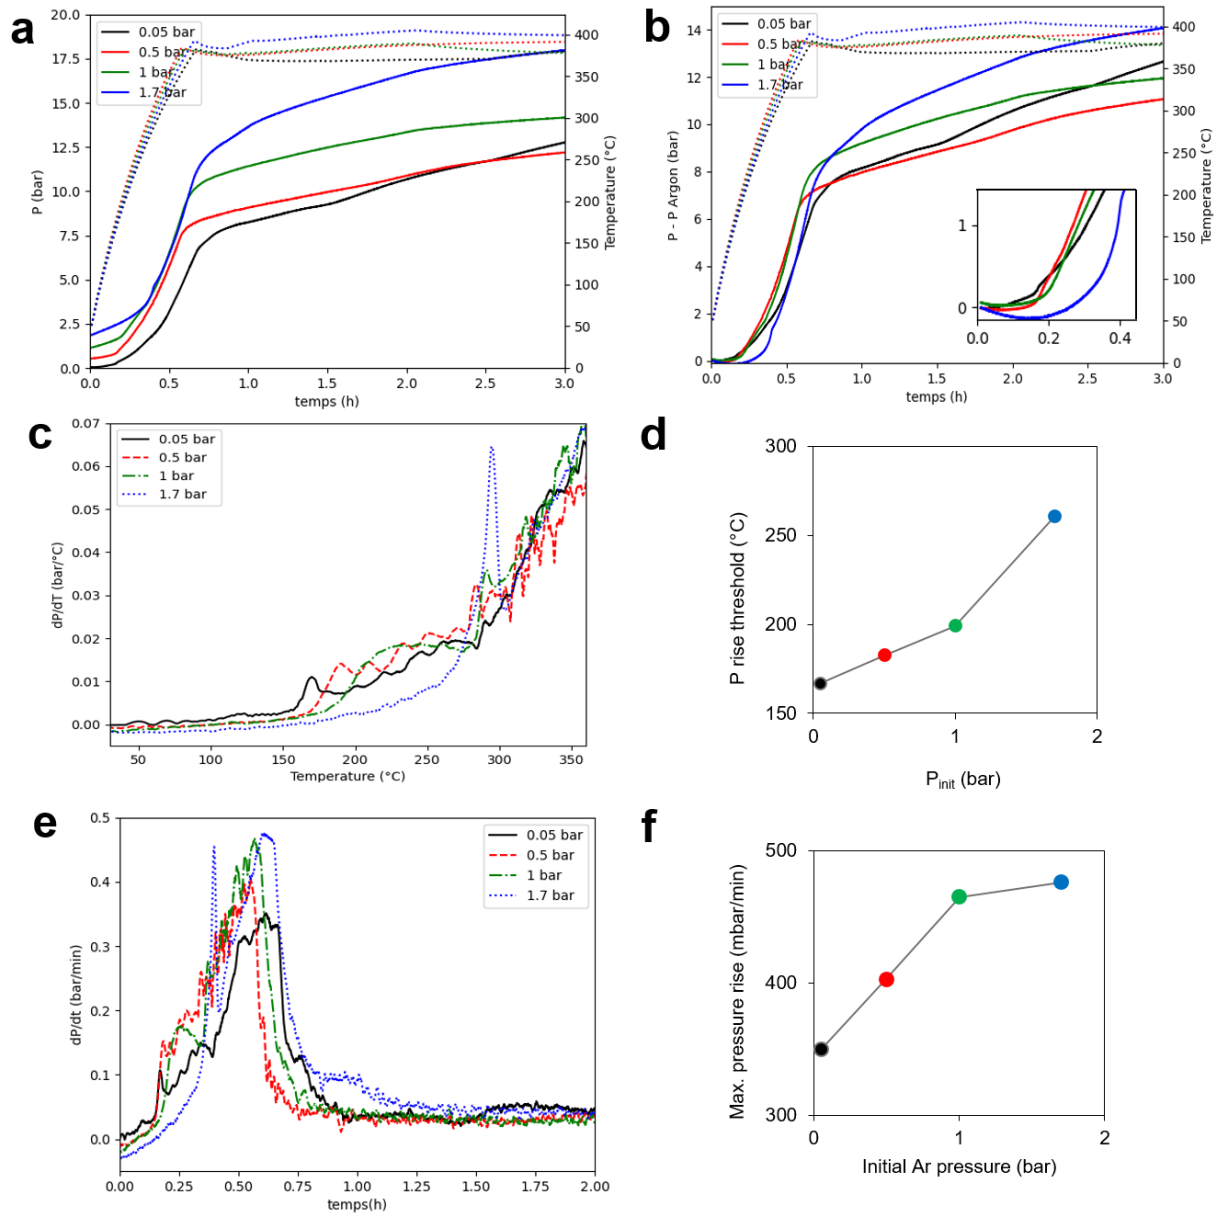 a
20.0
17.5
15.0
12.5
10.0
7.5
5.0
2.5
0.0
P (bar)
0.05 bar
0.5 bar
1 bar
1.7 bar
400
350
300
250
200
150
100
50
0
Temperature (°C)
0.0 0.5 1.0 1.5 2.0 2.5 3.0
temps (h)
b
14
12
10
8
6
4
2
0
P - P Argon (bar)
0.05 bar
0.5 bar
1 bar
1.7 bar
1
0
0.0 0.2 0.4
400
350
300
250
200
150
100
50
0
Temperature (°C)
0.0 0.5 1.0 1.5 2.0 2.5 3.0
temps (h)
c
0.07
0.06
0.05
0.04
0.03
0.02
0.01
0.00
dP/dT (bar/°C)
0.05 bar
0.5 bar
1 bar
1.7 bar
50 100 150 200 250 300 350
Temperature (°C)
d
300
250
200
150
P rise threshold (°C)
0 1 2
Pinit (bar)
e
0.5
0.4
0.3
0.2
0.1
0.0
dP/dt (bar/min)
0.05 bar
0.5 bar
1 bar
1.7 bar
0.00 0.25 0.50 0.75 1.00 1.25 1.50 1.75 2.00
temps(h)
f
500
400
300
Max. pressure rise (mbar/min)
0 1 2
Initial Ar pressure (bar)